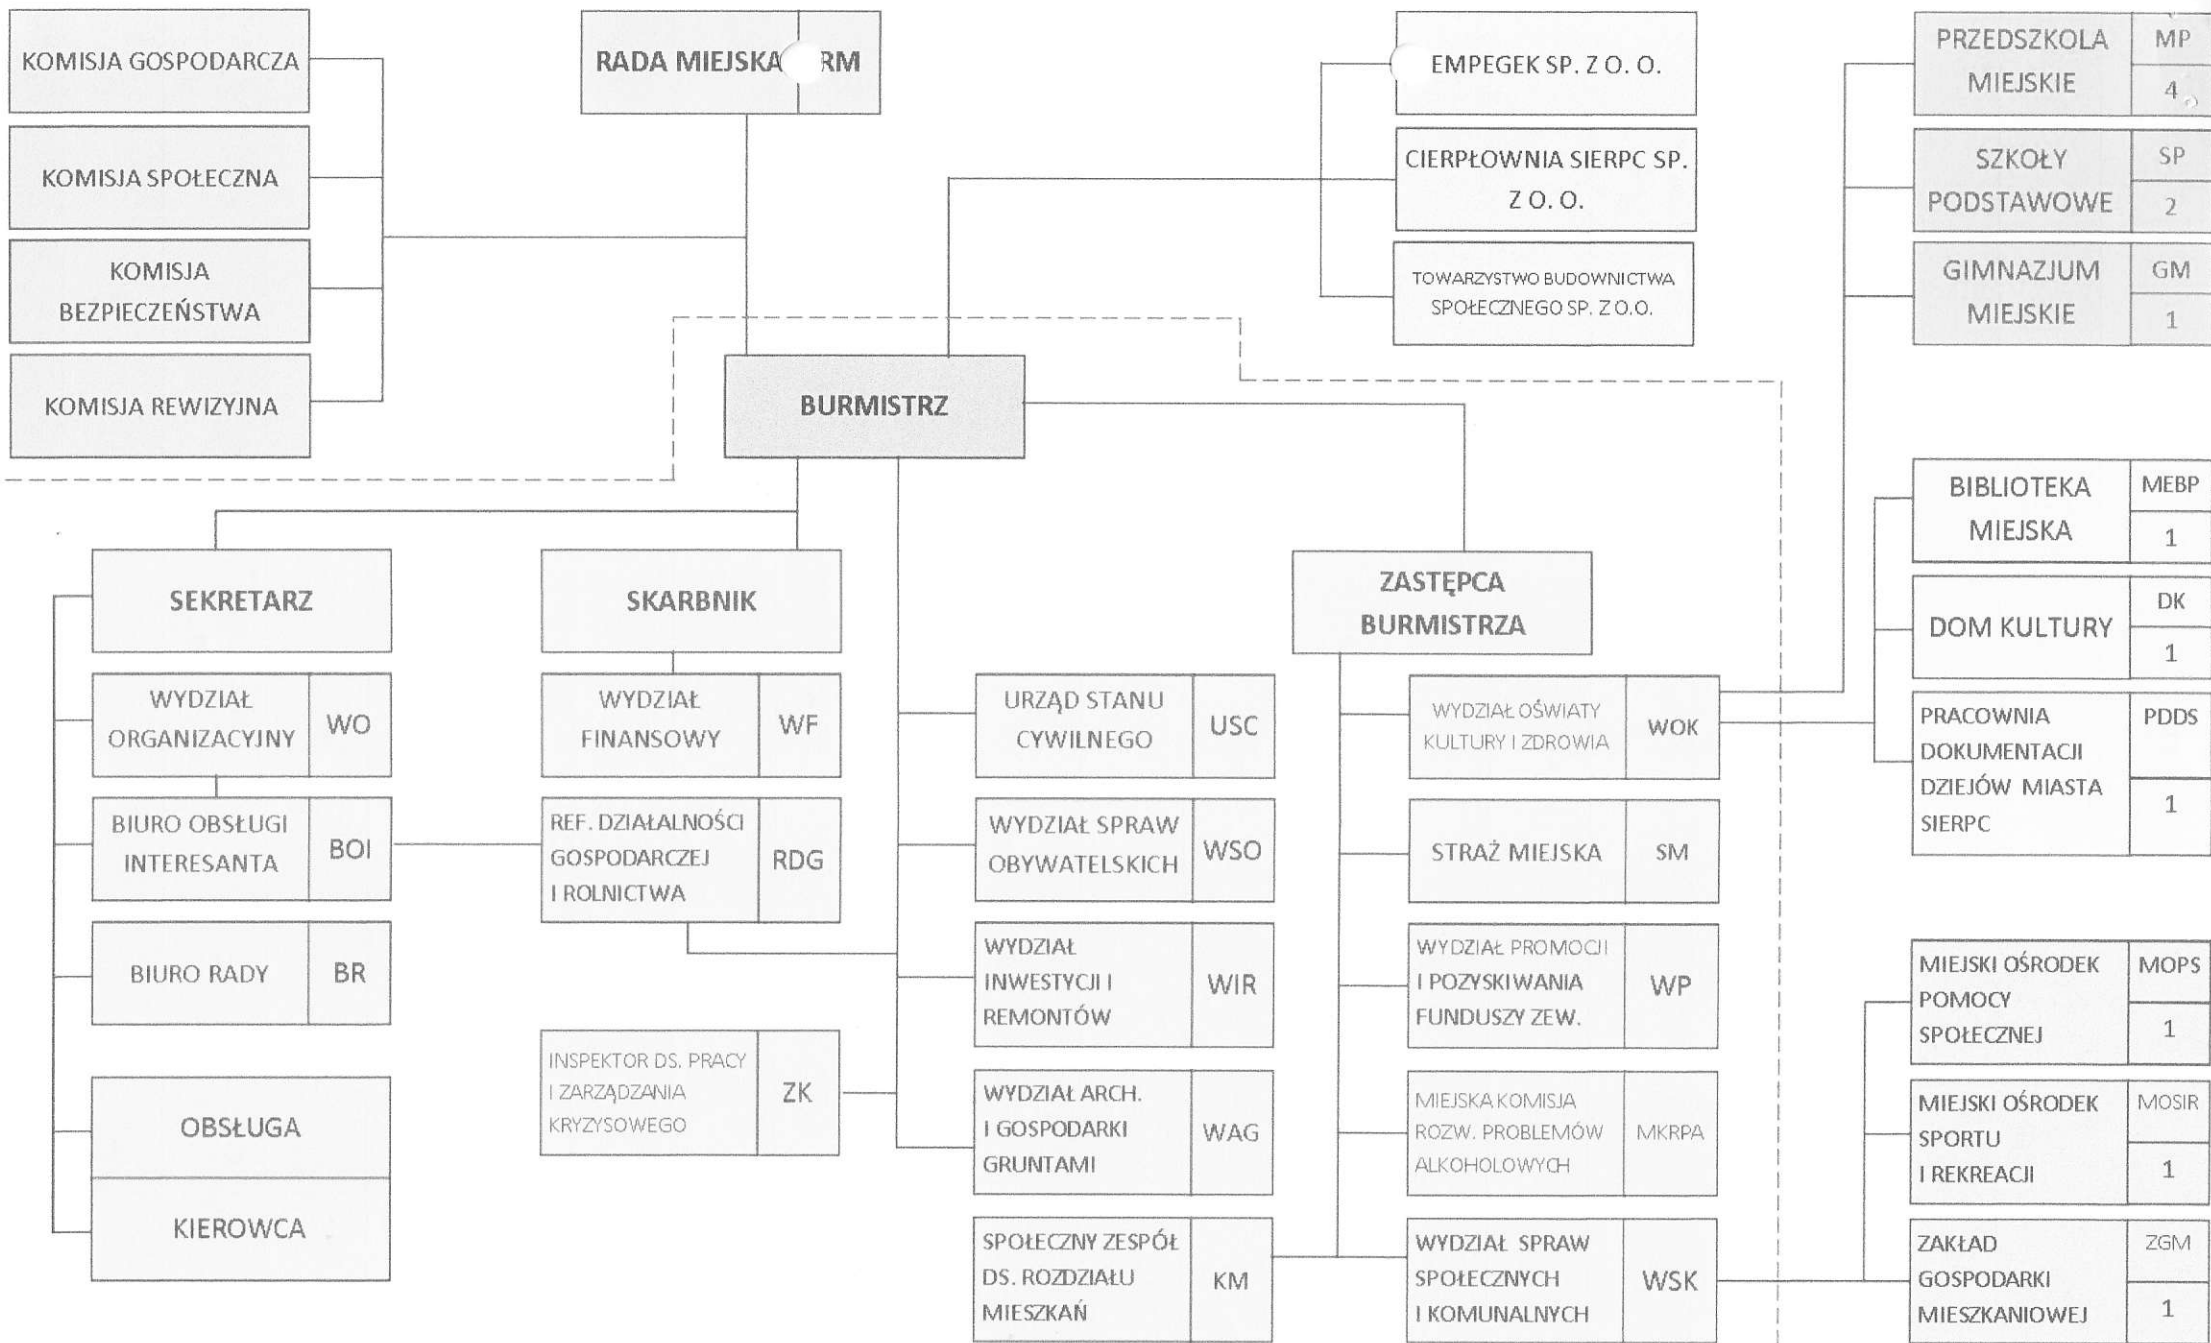 KOMISJA GOSPODARCZA
KOMISJA SPOŁECZNA
KOMISJA
BEZPIECZEŃSTWA
KOMISJA REWIZYJNA
RADA MIEJSKA RM
EMPEGEK SP. Z O. O.
CIERPŁOWNIA SIERPC SP.
Z O. O.
TOWARZYSTWO BUDOWNICTWA
SPOŁECZNEGO SP. Z O.O.
PRZEDSZKOLA
MIEJSKIE
MP
4
SZKOŁY
PODSTAWOWE
SP
2
GIMNAZJUM
MIEJSKIE
GM
1
BURMISTRZ
SEKRETARZ
WYDZIAŁ
ORGANIZACYJNY
WO
BIURO OBSŁUGI
INTERESANTA
BOI
BIURO RADY
BR
OBSŁUGA
KIEROWCA
SKARBNIK
WYDZIAŁ
FINANSOWY
WF
REF. DZIAŁALNOŚCI
GOSPODARCZEJ
I ROLNICTWA
RDG
INSPEKTOR DS. PRACY
I ZARZĄDZANIA
KRYZYSOWEGO
ZK
URZĄD STANU
CYWILNEGO
USC
WYDZIAŁ SPRAW
OBYWATELSKICH
WSO
WYDZIAŁ
INWESTYCJI I
REMONTÓW
WIR
WYDZIAŁ ARCH.
I GOSPODARKI
GRUNTAMI
WAG
SPOŁECZNY ZESPÓŁ
DS. ROZDZIAŁU
MIESZKAŃ
KM
ZASTĘPCA
BURMISTRZA
WYDZIAŁ OŚWIATY
KULTURY I ZDROWIA
WOK
STRAŻ MIEJSKA
SM
WYDZIAŁ PROMOCJI
I POZYSKIWANIA
FUNDUSZY ZEW.
WP
MIEJSKA KOMISJA
ROZW. PROBLEMÓW
ALKOHOLOWYCH
MKRPA
WYDZIAŁ SPRAW
SPOŁECZNYCH
I KOMUNALNYCH
WSK
BIBLIOTEKA
MIEJSKA
MEBP
1
DOM KULTURY
DK
1
PRACOWNIA
DOKUMENTACJI
DZIEJÓW MIASTA
SIERPC
PDDS
1
MIEJSKI OŚRODEK
POMOCY
SPOŁECZNEJ
MOPS
1
MIEJSKI OŚRODEK
SPORTU
I REKREACJI
MOSIR
1
ZAKŁAD
GOSPODARKI
MIESZKANIOWEJ
ZGM
1